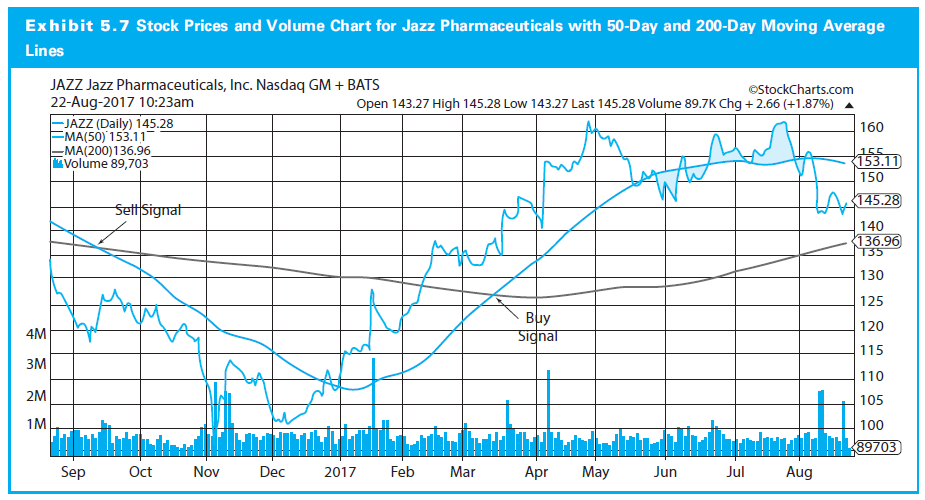 Exhibit 5.7 Stock Prices and Volume Chart for Jazz Pharmaceuticals with 50-Day and 200-Day Moving Average
Lines
JAZZ Jazz Pharmaceuticals, Inc. Nasdaq GM + BATS
©StockCharts.com
22-Aug-2017 10:23am
Open 143.27 High 145.28 Low 143.27 Last 145.28 Volume 89.7K Chg + 2.66 (+1.87%)
JAZZ (Daily) 145.28
MA(50) 153.11
MA(200)136.96
Volume 89,703
Sell Signal
Buy
Signal
160
155
153.11
150
145.28
140
136.96
135
130
125
120
115
110
105
100
89703
4M
3M
2M
1M
Sep Oct Nov Dec 2017 Feb Mar Apr May Jun Jul Aug